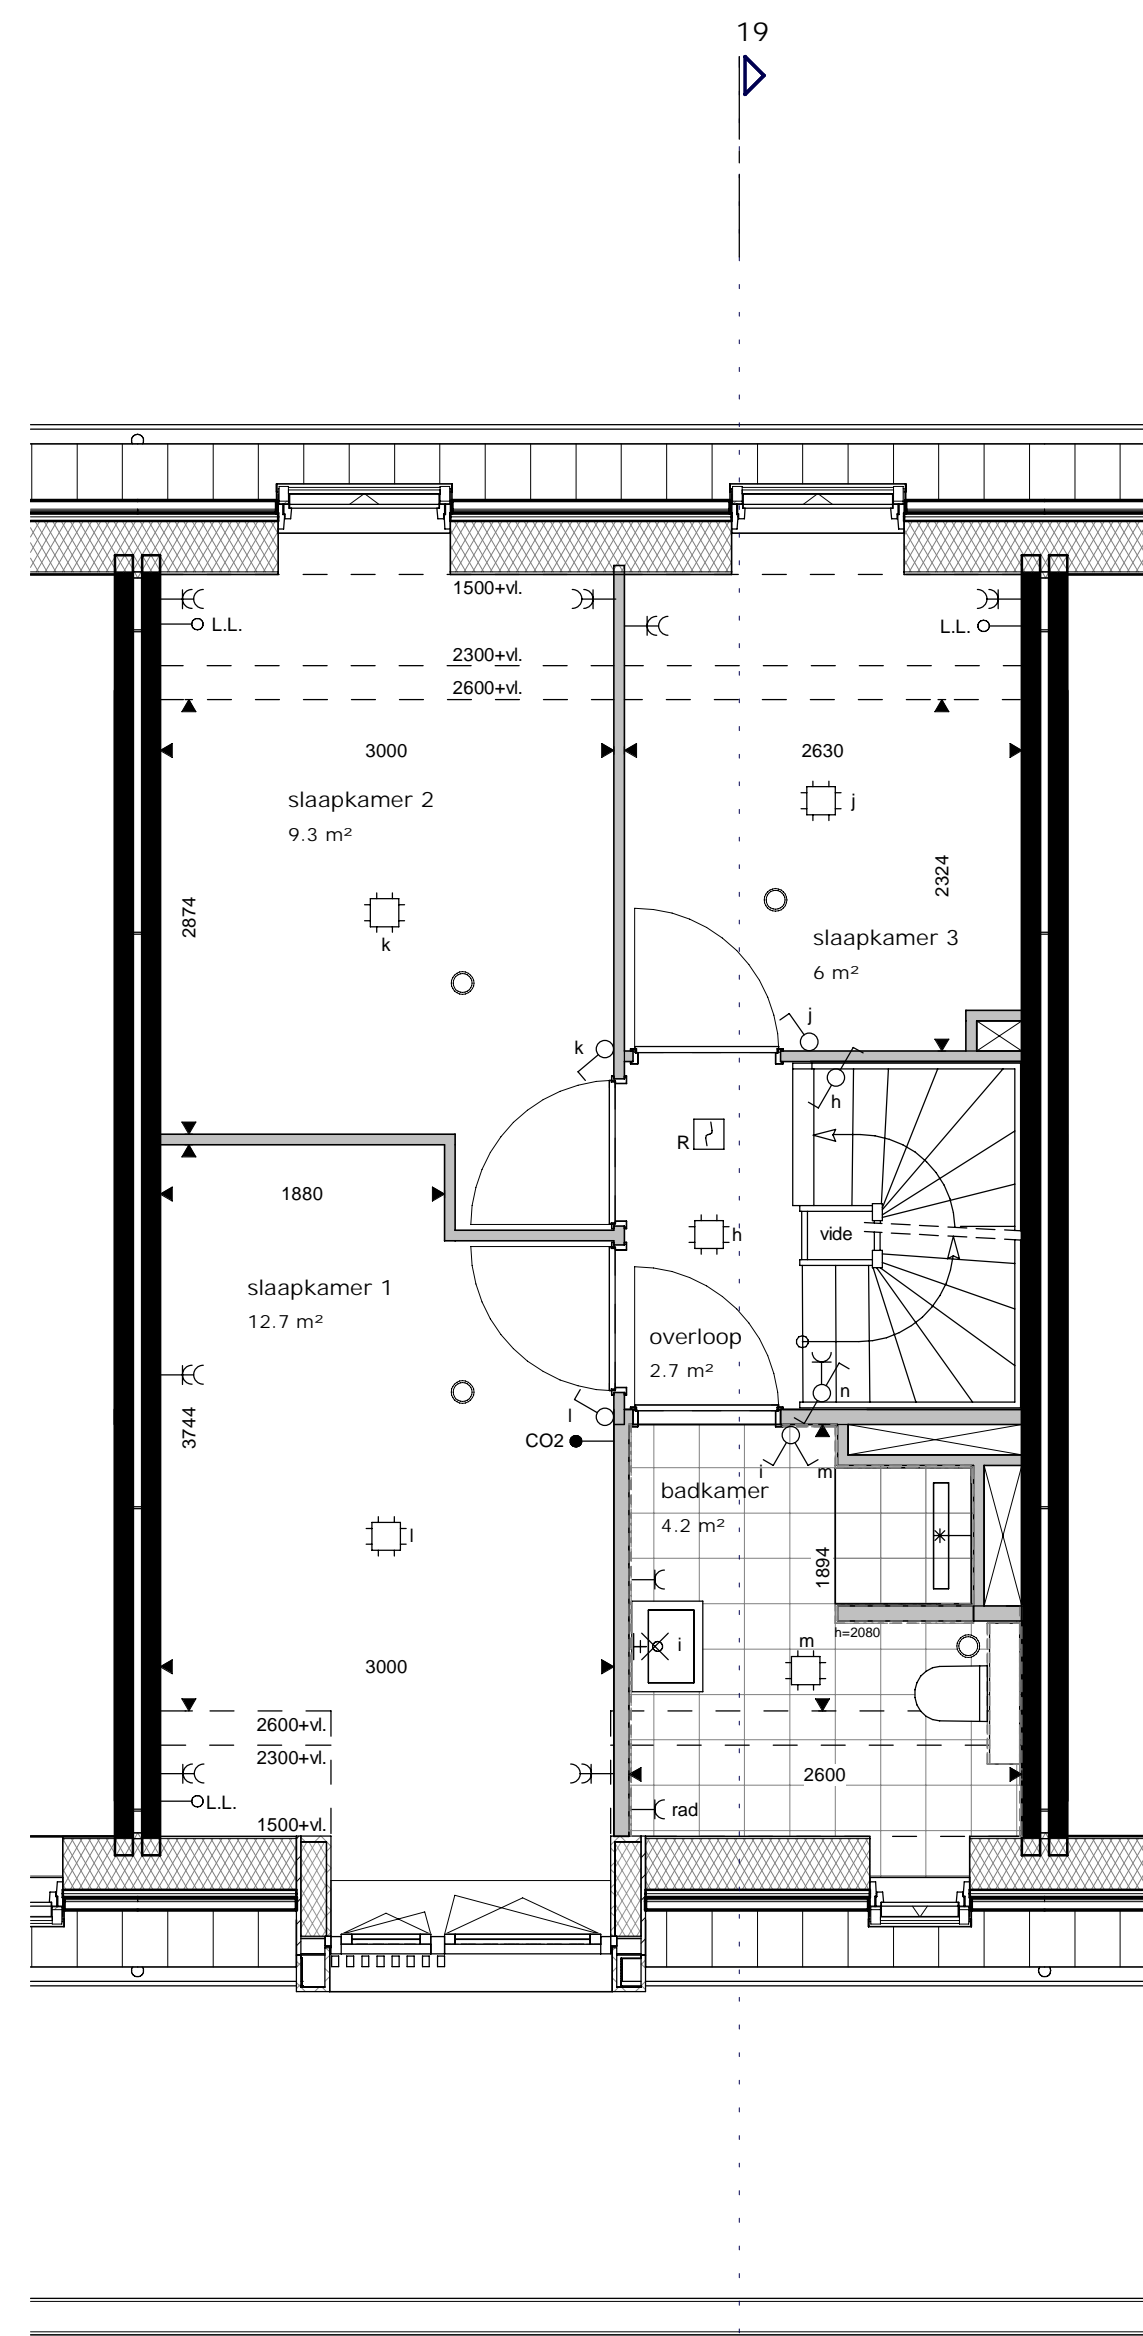 19
1500+vl.
L.L.
L.L.
2300+vl.
2600+vl.
3000
2630
slaapkamer 2
9.3 m²
j
2874
2324
k
slaapkamer 3
6 m²
j
k
h
R
1880
h
vide
slaapkamer 1
12.7 m²
overloop
2.7 m²
n
l
3744
CO2
i
m
badkamer
4.2 m²
l
1894
h=2080
i
m
3000
2600+vl.
2300+vl.
2600
L.L.
rad
1500+vl.